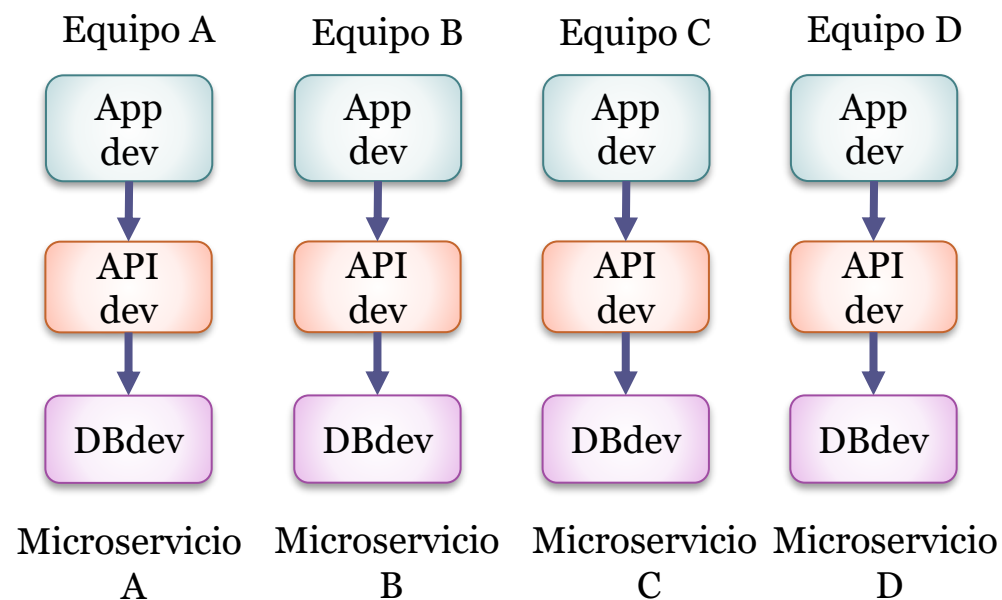 Equipo A
Equipo B
Equipo C
Equipo D
App
dev
App
dev
App
dev
App
dev
API
dev
API
dev
API
dev
API
dev
DBdev
DBdev
DBdev
DBdev
Microservicio
A
Microservicio
B
Microservicio
C
Microservicio
D